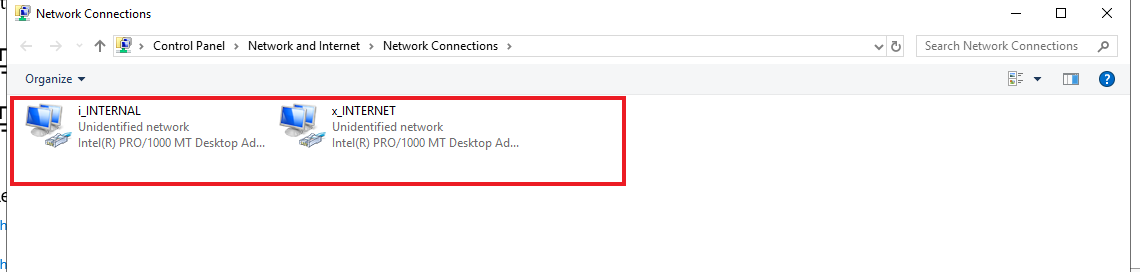 Network Connections
Control Panel > Network and Internet > Network Connections >
Search Network Connections
Organize
i_INTERNAL
Unidentified network
Intel(R) PRO/1000 MT Desktop Ad...
x_INTERNET
Unidentified network
Intel(R) PRO/1000 MT Desktop Ad...